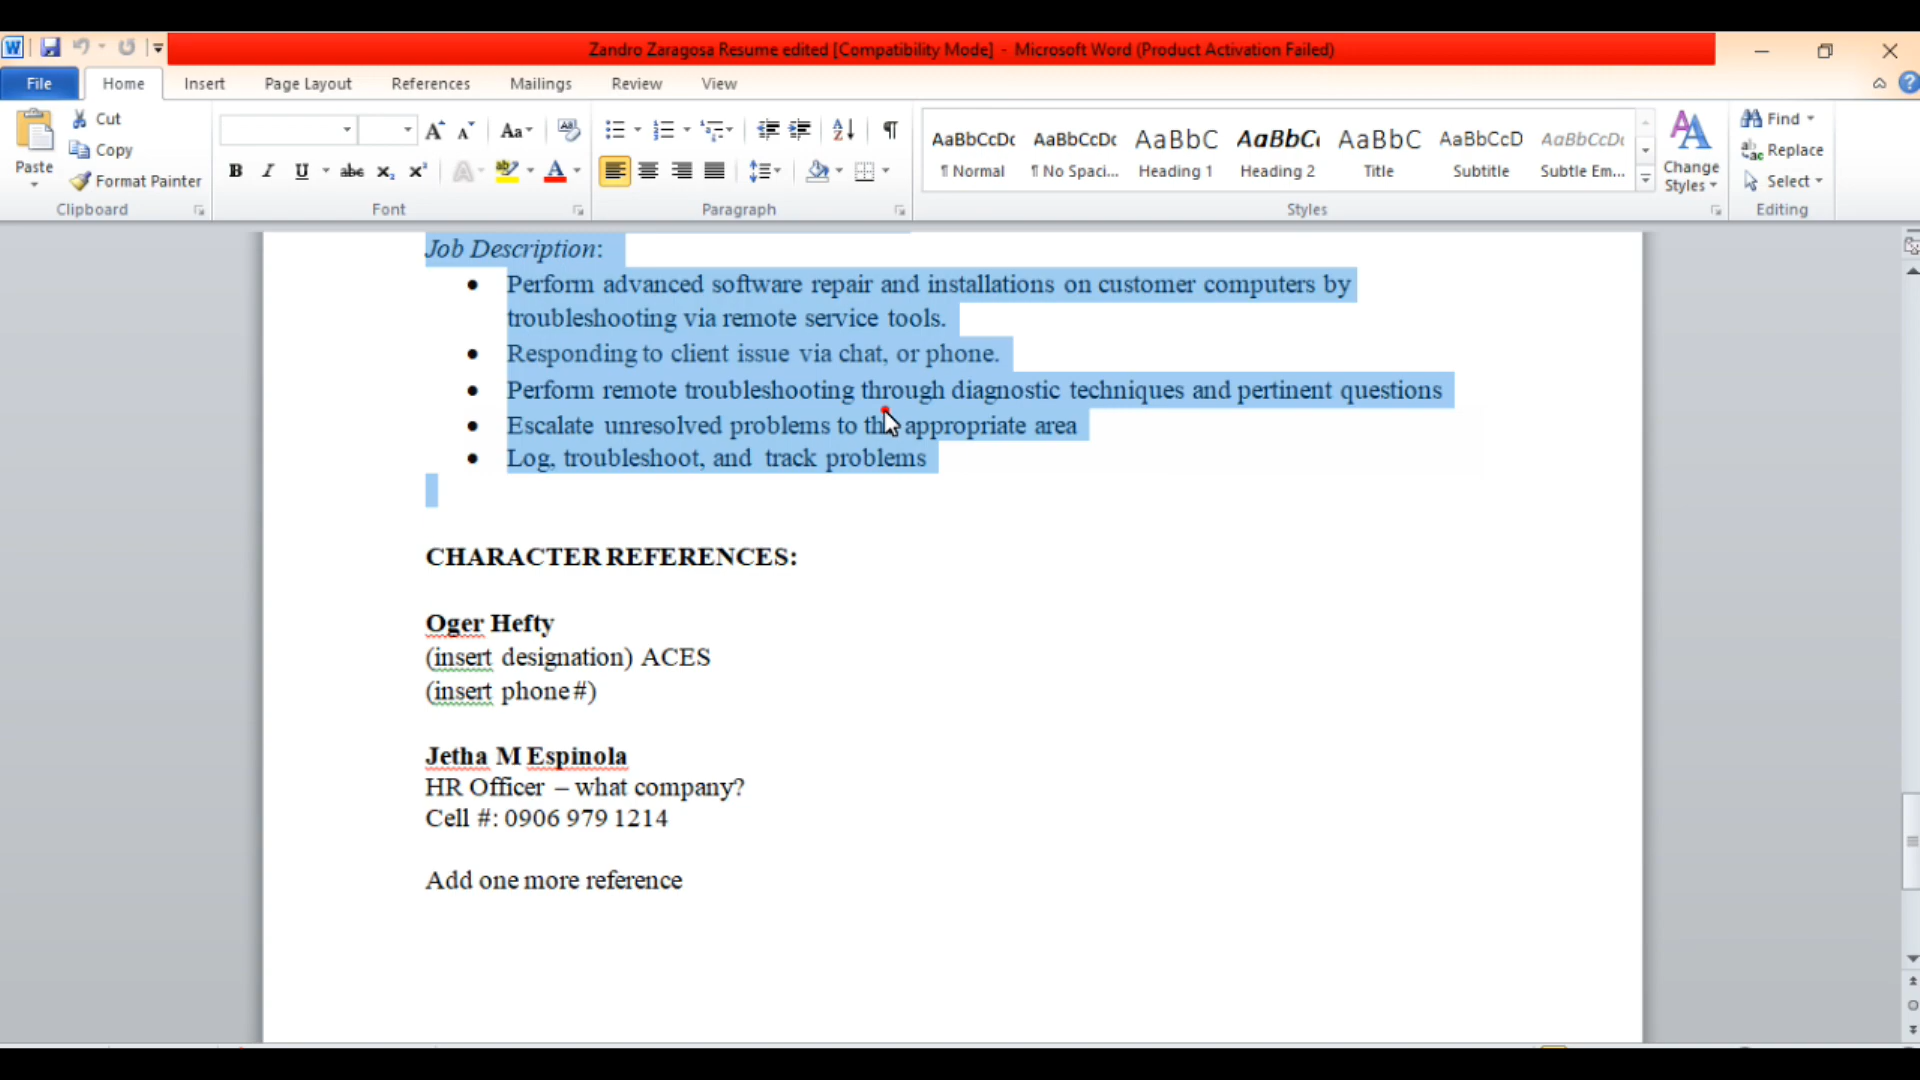 Zandro Zaragosa Resume edited [Compatibility Mode] - Microsoft Word (Product Activation Failed)
File Home Insert Page Layout References Mailings Review View
Cut
Copy
Format Painter
Paste
Clipboard
Aa
B I U abc x₂ x² A ab A
Font
A Z ¶
Paragraph
AaBbCcDc AaBbCcDc AaBbC AaBbC AaBbC AaBbCcD AaBbCcDc
¶ Normal ¶ No Spaci... Heading 1 Heading 2 Title Subtitle Subtle Em...
Styles
Change
Styles
Find
Replace
Select
Editing
Job Description:
• Perform advanced software repair and installations on customer computers by
troubleshooting via remote service tools.
• Responding to client issue via chat, or phone.
• Perform remote troubleshooting through diagnostic techniques and pertinent questions
• Escalate unresolved problems to the appropriate area
• Log, troubleshoot, and track problems
CHARACTER REFERENCES:
Oger Hefty
(insert designation) ACES
(insert phone #)
Jetha M Espinola
HR Officer – what company?
Cell #: 0906 979 1214
Add one more reference